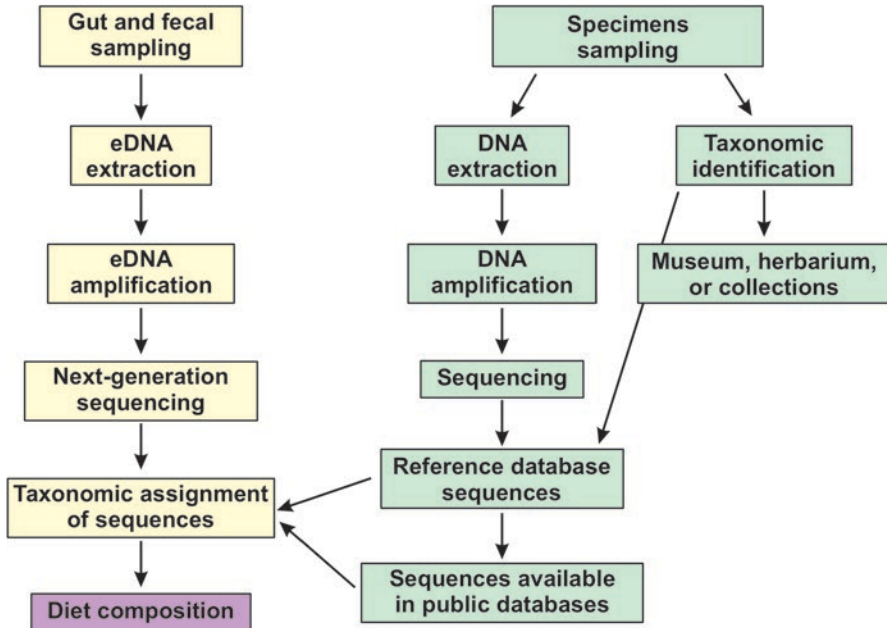 Gut and fecal
sampling
eDNA
extraction
eDNA
amplification
Next-generation
sequencing
Taxonomic assignment
of sequences
Diet composition
Specimens
sampling
DNA
extraction
DNA
amplification
Sequencing
Reference database
sequences
Sequences available
in public databases
Taxonomic
identification
Museum, herbarium,
or collections